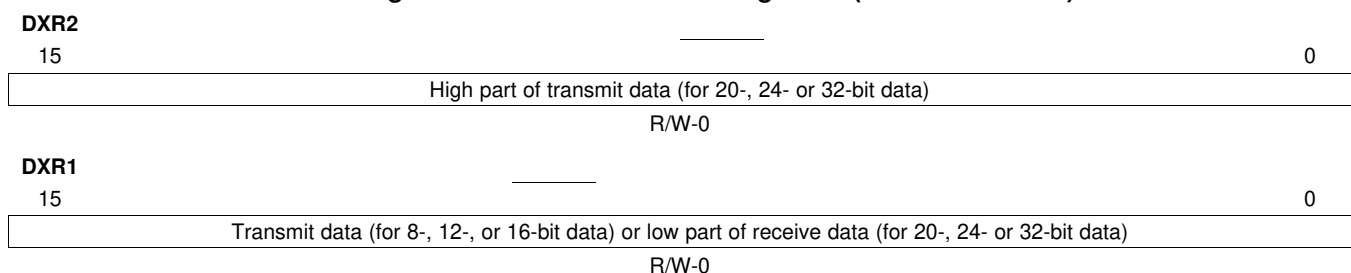 DXR2
15 0
High part of transmit data (for 20-, 24- or 32-bit data)
R/W-0
DXR1
15 0
Transmit data (for 8-, 12-, or 16-bit data) or low part of receive data (for 20-, 24- or 32-bit data)
R/W-0